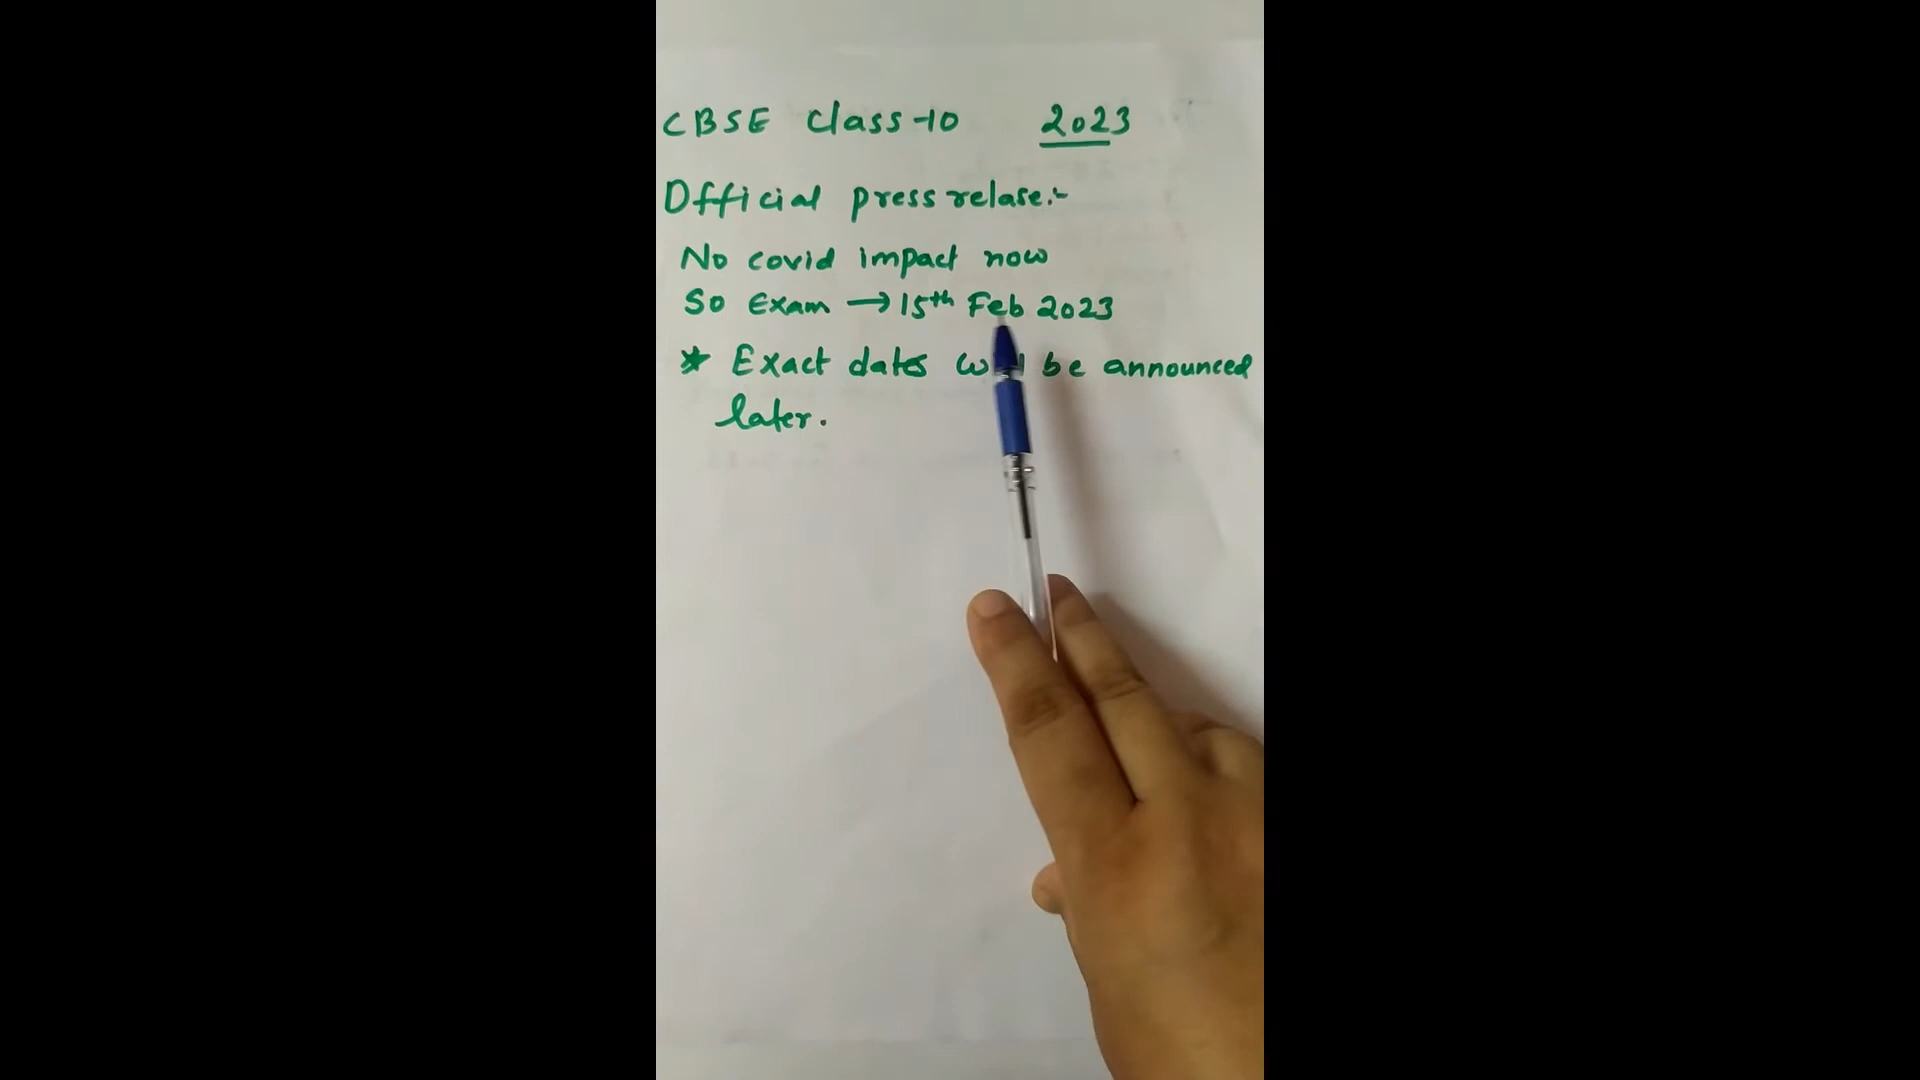 CBSE Class-10 2023
Official press relase:-
No covid impact now
So Exam → 15th Feb 2023
* Exact dates will be announced
later.